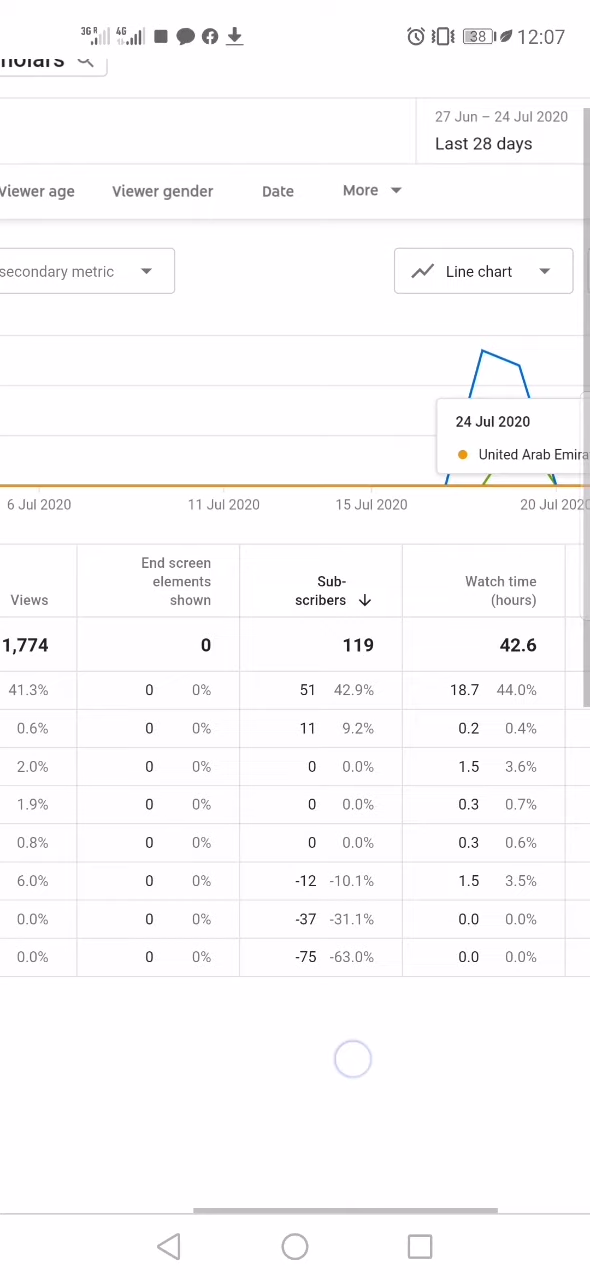 3G R 4G 38 12:07
holars
27 Jun – 24 Jul 2020
Last 28 days
Viewer age Viewer gender Date More
secondary metric Line chart
24 Jul 2020
United Arab Emira
6 Jul 2020 11 Jul 2020 15 Jul 2020 20 Jul 2020
Views End screen elements shown Sub-scribers Watch time (hours)
1,774 0 119 42.6
41.3% 0 0% 51 42.9% 18.7 44.0%
0.6% 0 0% 11 9.2% 0.2 0.4%
2.0% 0 0% 0 0.0% 1.5 3.6%
1.9% 0 0% 0 0.0% 0.3 0.7%
0.8% 0 0% 0 0.0% 0.3 0.6%
6.0% 0 0% -12 -10.1% 1.5 3.5%
0.0% 0 0% -37 -31.1% 0.0 0.0%
0.0% 0 0% -75 -63.0% 0.0 0.0%